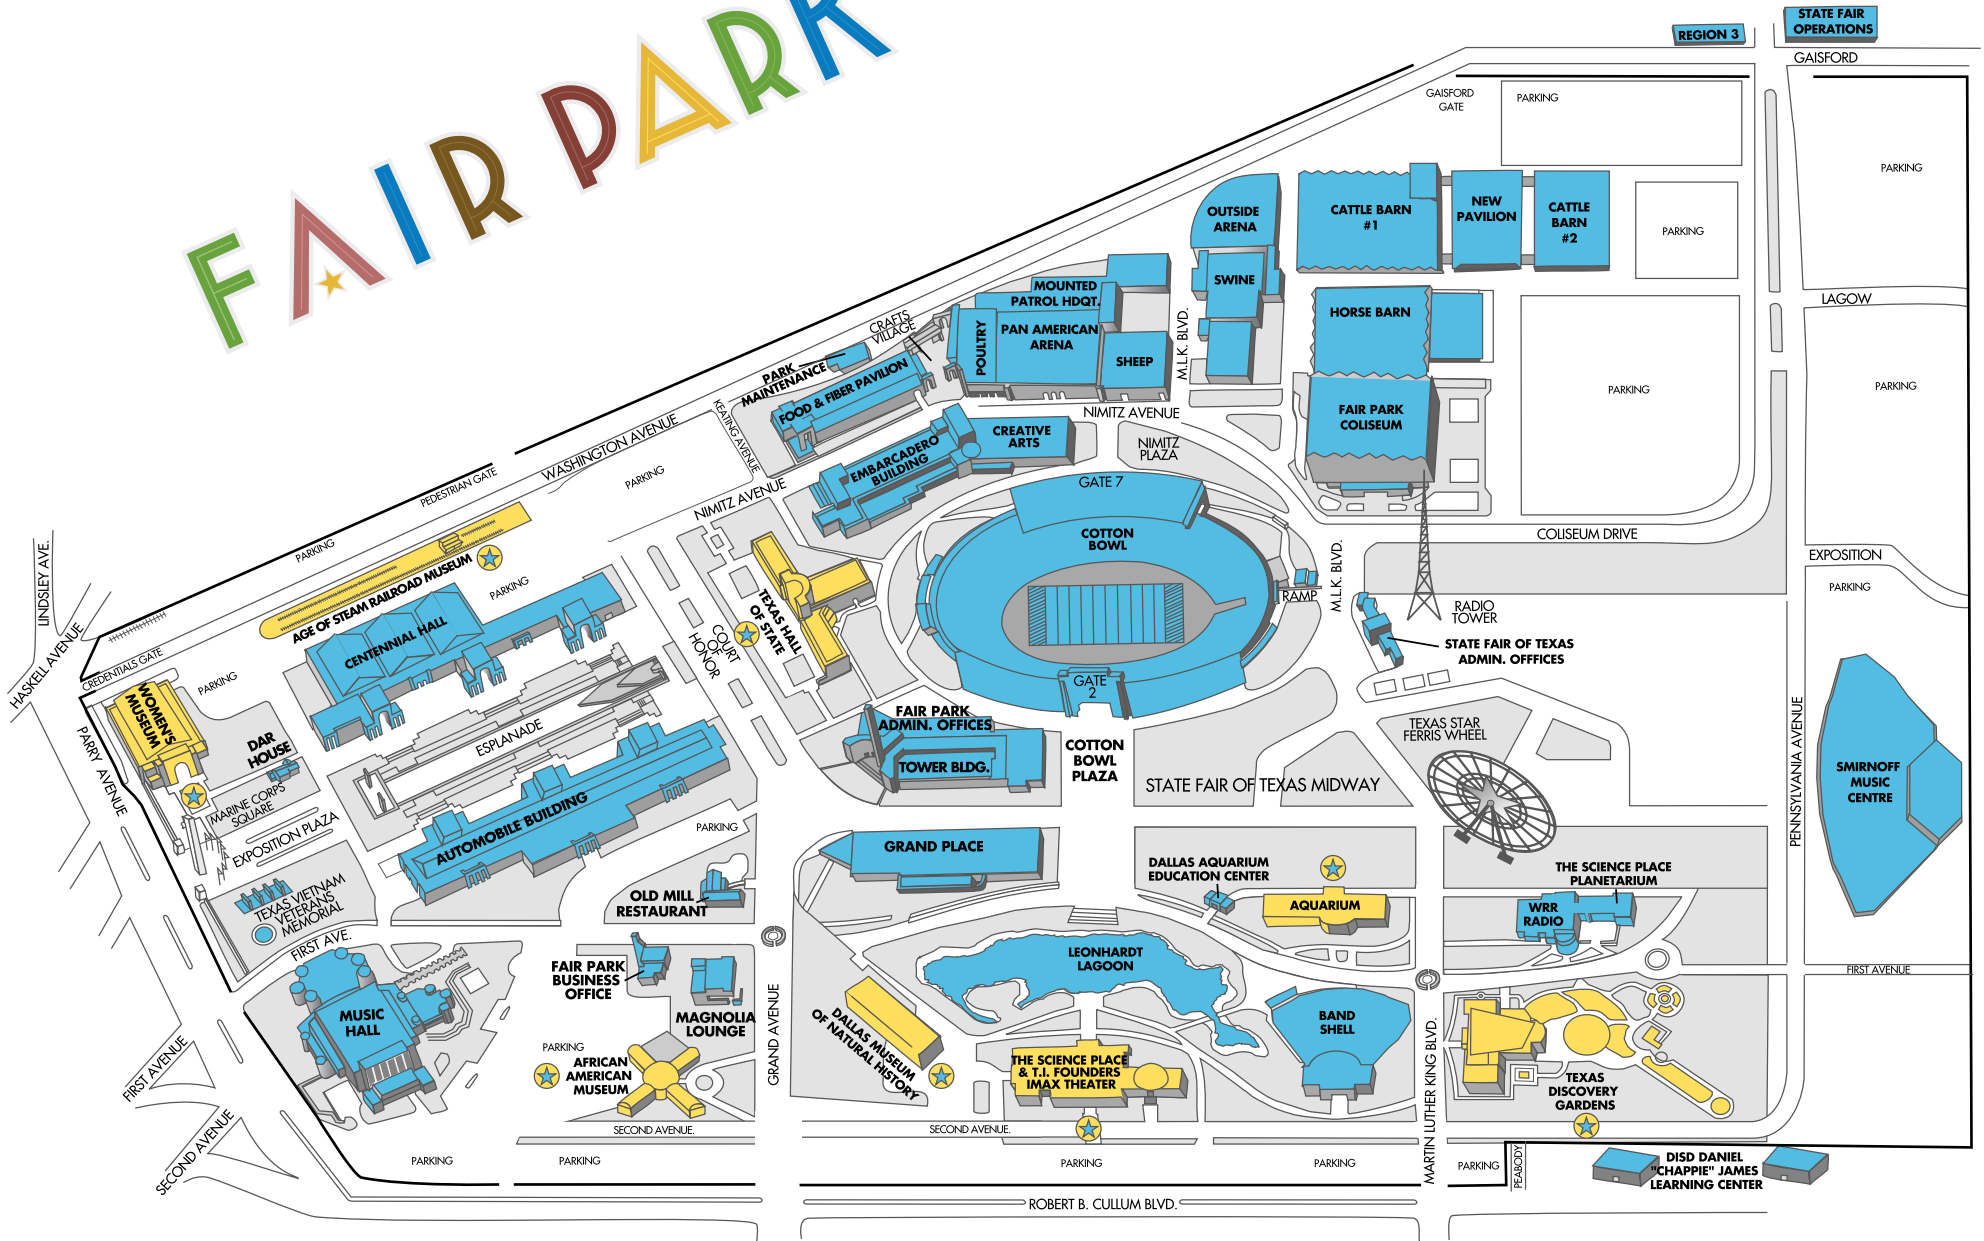 FAIR PARK
REGION 3
STATE FAIR
OPERATIONS
GAISFORD
GAISFORD
GATE
PARKING
PARKING
OUTSIDE
ARENA
CATTLE BARN
#1
NEW
PAVILION
CATTLE
BARN
#2
PARKING
SWINE
MOUNTED
PATROL HDQT.
LAGOW
HORSE BARN
CRAFTS
VILLAGE
POULTRY
PAN AMERICAN
ARENA
SHEEP
M.L.K. BLVD.
PARK
MAINTENANCE
FOOD & FIBER PAVILION
PARKING
PARKING
KEATING AVENUE
NIMITZ AVENUE
FAIR PARK
COLISEUM
WASHINGTON AVENUE
CREATIVE
ARTS
EMBARCADERO
BUILDING
NIMITZ
PLAZA
PARKING
PEDESTRIAN GATE
NIMITZ AVENUE
GATE 7
COTTON
BOWL
COLISEUM DRIVE
LINDSLEY AVE.
PARKING
EXPOSITION
PARKING
AGE OF STEAM RAILROAD MUSEUM
PARKING
M.L.K. BLVD.
RAMP
RADIO
TOWER
TEXAS HALL
OF STATE
COURT
OF
HONOR
CENTENNIAL HALL
STATE FAIR OF TEXAS
ADMIN. OFFFICES
HASKELL AVENUE
CREDENTIALS GATE
PARKING
WOMEN'S
MUSEUM
GATE
2
PARRY AVENUE
DAR
HOUSE
ESPLANADE
FAIR PARK
ADMIN. OFFICES
TOWER BLDG.
COTTON
BOWL
PLAZA
TEXAS STAR
FERRIS WHEEL
PENNSYLVANIA AVENUE
SMIRNOFF
MUSIC
CENTRE
STATE FAIR OF TEXAS MIDWAY
MARINE CORPS
SQUARE
EXPOSITION PLAZA
AUTOMOBILE BUILDING
PARKING
GRAND PLACE
DALLAS AQUARIUM
EDUCATION CENTER
THE SCIENCE PLACE
PLANETARIUM
TEXAS VIETNAM
VETERANS
MEMORIAL
OLD MILL
RESTAURANT
AQUARIUM
WRR
RADIO
FIRST AVE.
LEONHARDT
LAGOON
FIRST AVENUE
FAIR PARK
BUSINESS
OFFICE
MUSIC
HALL
MAGNOLIA
LOUNGE
GRAND AVENUE
DALLAS MUSEUM
OF NATURAL HISTORY
BAND
SHELL
MARTIN LUTHER KING BLVD.
FIRST AVENUE
PARKING
AFRICAN
AMERICAN
MUSEUM
THE SCIENCE PLACE
& T.I. FOUNDERS
IMAX THEATER
TEXAS
DISCOVERY
GARDENS
SECOND AVENUE
SECOND AVENUE.
SECOND AVENUE.
PARKING
PARKING
PARKING
PARKING
PARKING
PEABODY
DISD DANIEL
"CHAPPIE" JAMES
LEARNING CENTER
ROBERT B. CULLUM BLVD.